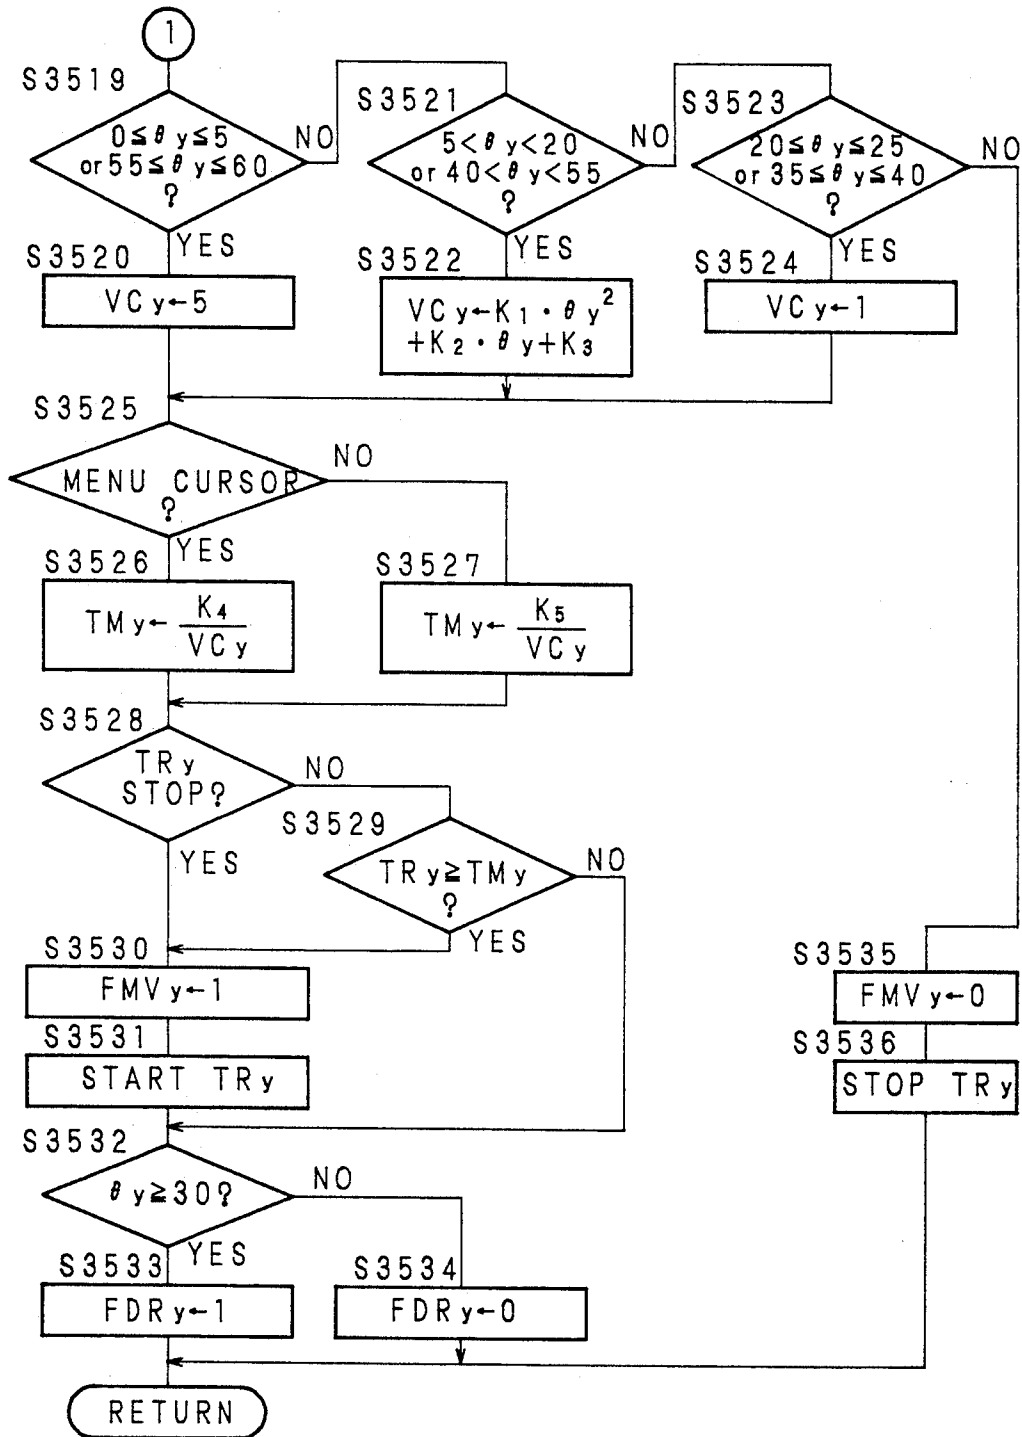 1
S3519
0≦θy≦5
or 55≦θy≦60
?
NO
YES
S3520
VCy←5
S3521
5<θy<20
or 40<θy<55
?
NO
YES
S3522
VCy←K1・θy²
+K2・θy+K3
S3523
20≦θy≦25
or 35≦θy≦40
?
NO
YES
S3524
VCy←1
S3525
MENU CURSOR
?
NO
YES
S3526
TMy← K4
VCy
S3527
TMy← K5
VCy
S3528
TRy
STOP?
NO
YES
S3529
TRy≧TMy
?
NO
YES
S3530
FMVy←1
S3531
START TRy
S3532
θy≧30?
NO
YES
S3533
FDRy←1
S3534
FDRy←0
S3535
FMVy←0
S3536
STOP TRy
RETURN